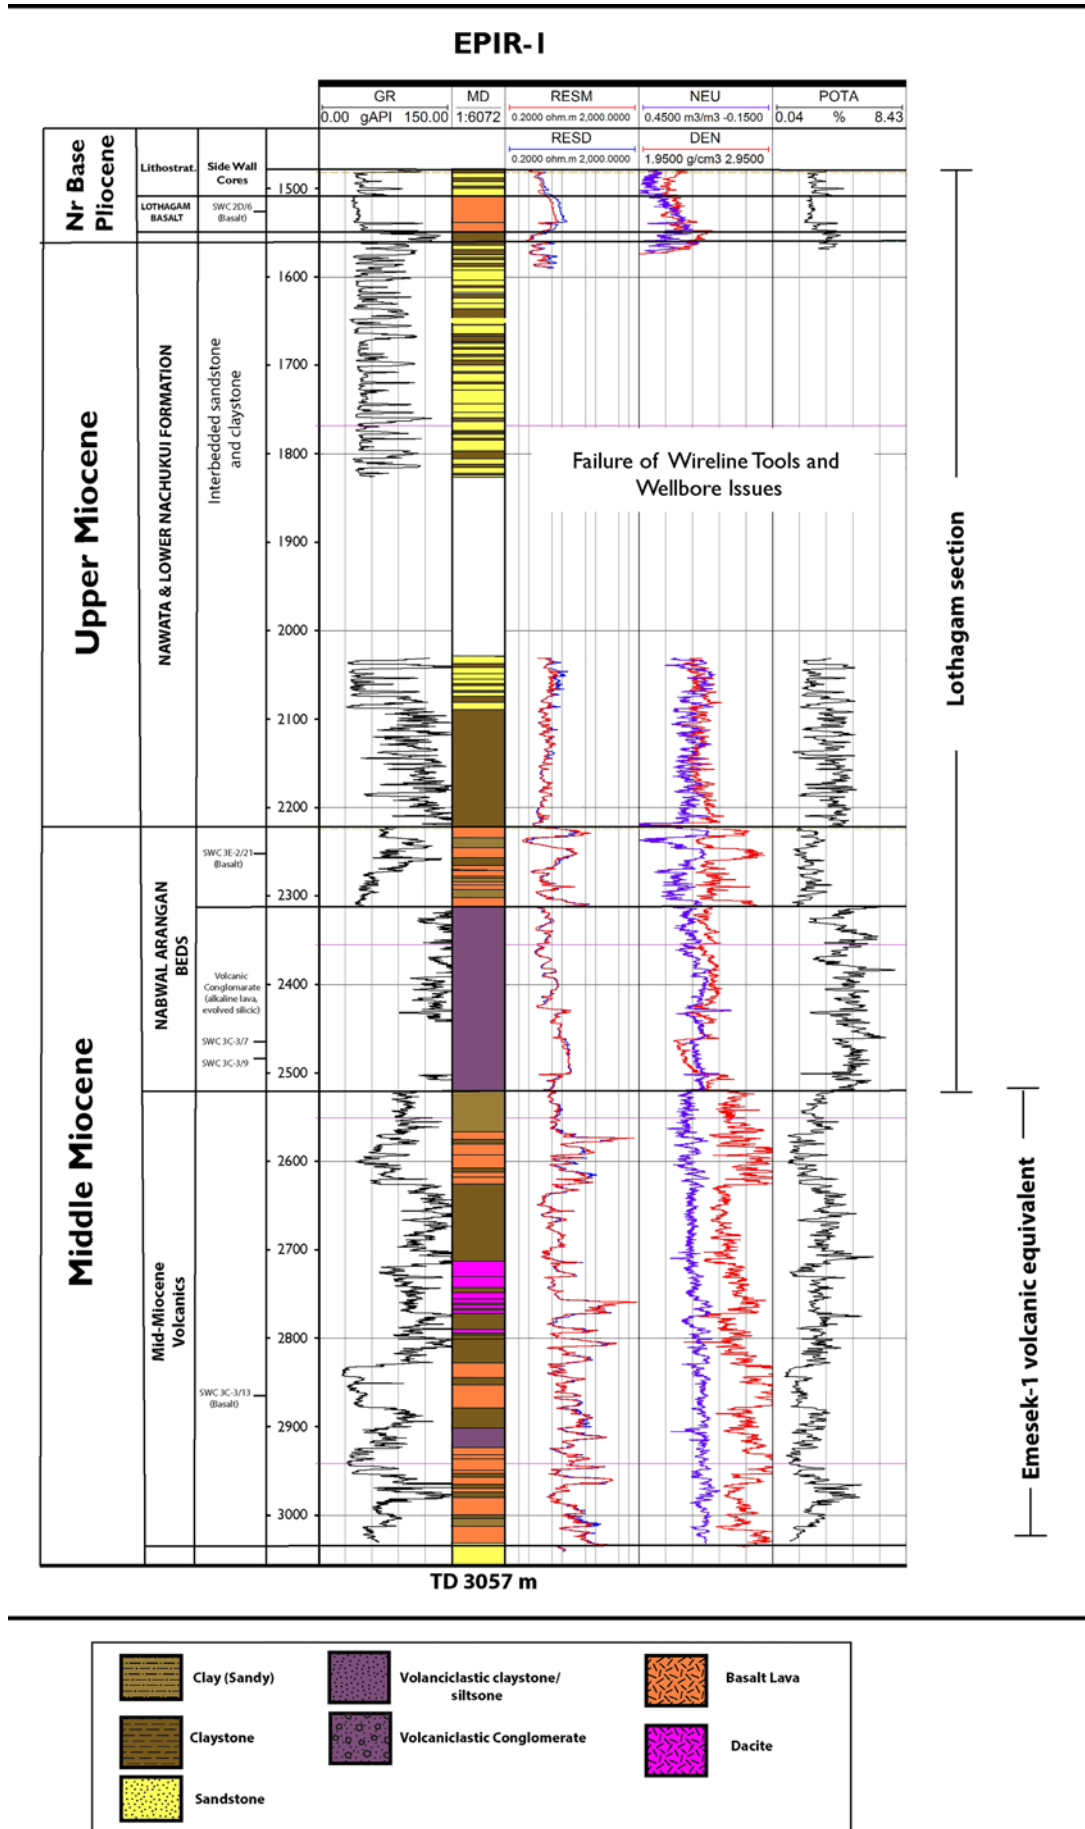 EPIR-1
GR MD RESM NEU POTA
0.00 gAPI 150.00 1:6072 0.2000 ohm.m 2,000.0000 0.4500 m3/m3 -0.1500 0.04 % 8.43
RESD DEN
0.2000 ohm.m 2,000.0000 1.9500 g/cm3 2.9500
Nr Base
Pliocene
Lithostrat.
Side Wall
Cores
LOTHAGAM
BASALT
SWC 2D/6
(Basalt)
1500
1600
1700
1800
1900
2000
2100
2200
2300
2400
2500
2600
2700
2800
2900
3000
Upper Miocene
NAWATA & LOWER NACHUKUI FORMATION
Interbedded sandstone
and claystone
Failure of Wireline Tools and
Wellbore Issues
Lothagam section
Middle Miocene
NABWAL ARANGAN
BEDS
SWC 3E-2/21
(Basalt)
Volcanic
Conglomarate
(alkaline lava,
evolved silicic)
SWC 3C-3/7
SWC 3C-3/9
Mid-Miocene
Volcanics
SWC 3C-3/13
(Basalt)
Emesek-1 volcanic equivalent
TD 3057 m
Clay (Sandy)
Claystone
Sandstone
Volanciclastic claystone/
siltsone
Volcaniclastic Conglomerate
Basalt Lava
Dacite